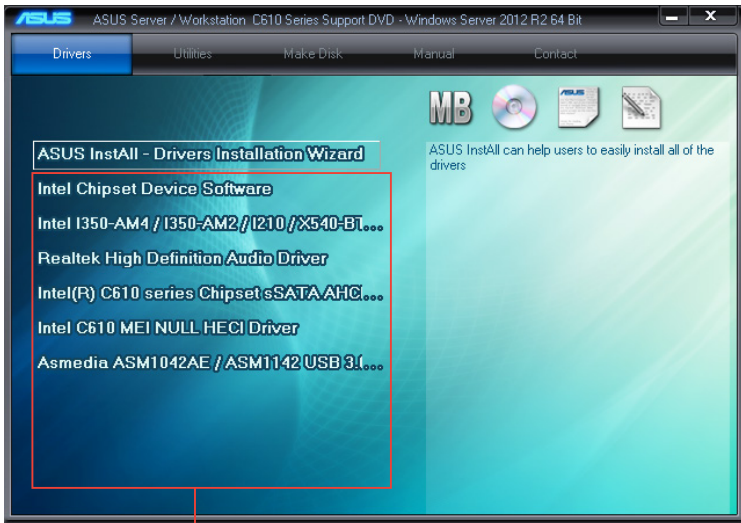 ASUS ASUS Server / Workstation C610 Series Support DVD - Windows Server 2012 R2 64 Bit
Drivers Utilities Make Disk Manual Contact
MB
ASUS
ASUS InstAll - Drivers Installation Wizard
Intel Chipset Device Software
Intel I350-AM4 / I350-AM2 / I210 / X540-BT...
Realtek High Definition Audio Driver
Intel(R) C610 series Chipset sSATA AHCI...
Intel C610 MEI NULL HECI Driver
Asmedia ASM1042AE / ASM1142 USB 3.0...
ASUS InstAll can help users to easily install all of the
drivers